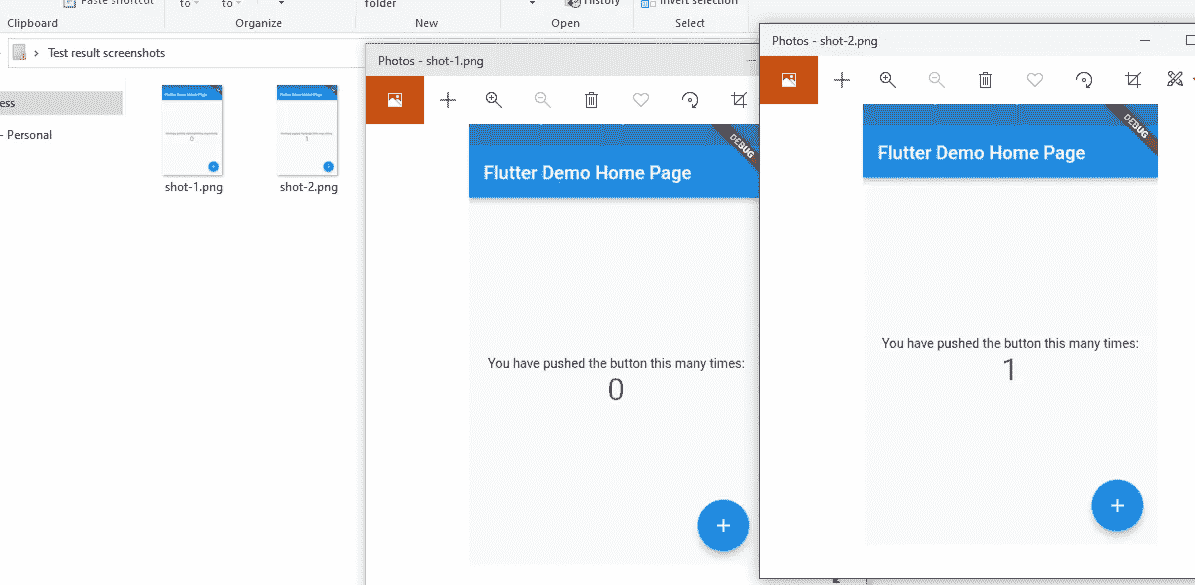 Paste shortcut
to
to
folder
History
Invert selection
Clipboard
Organize
New
Open
Select
Test result screenshots
ess
- Personal
shot-1.png
shot-2.png
Photos - shot-1.png
DEBUG
Flutter Demo Home Page
You have pushed the button this many times:
0
+
Photos - shot-2.png
DEBUG
Flutter Demo Home Page
You have pushed the button this many times:
1
+